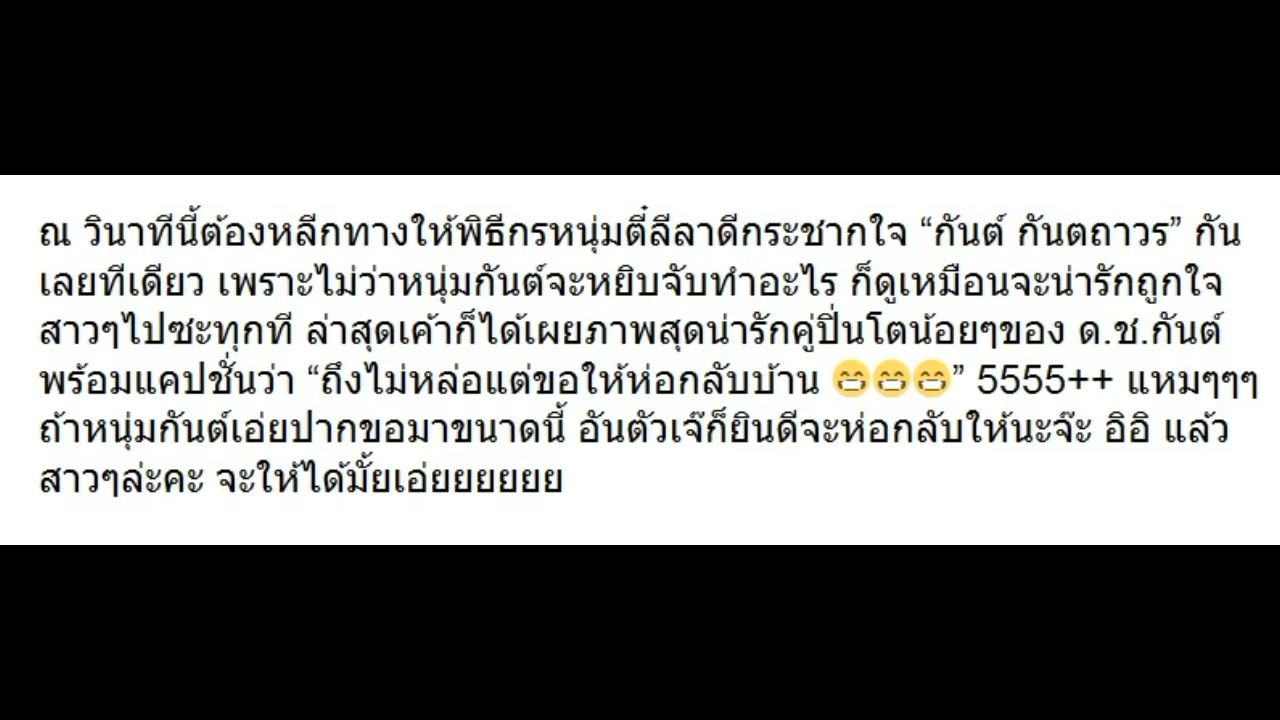 ณ วินาทีนี้ต้องหลีกทางให้พิธีกรหนุ่มตี๋ลีลาดีกระชากใจ “กันต์ กันตถาวร” กัน
เลยทีเดียว เพราะไม่ว่าหนุ่มกันต์จะหยิบจับทำอะไร ก็ดูเหมือนจะน่ารักถูกใจ
สาวๆไปซะทุกที ล่าสุดเค้าก็ได้เผยภาพสุดน่ารักคู่ปิ่นโตน้อยๆของ ด.ช.กันต์
พร้อมแคปชั่นว่า “ถึงไม่หล่อแต่ขอให้ห่อกลับบ้าน 😁😁😁” 5555++ แหมๆๆๆ
ถ้าหนุ่มกันต์เอ่ยปากขอมาขนาดนี้ อันตัวเจ๊ก็ยินดีจะห่อกลับให้นะจ๊ะ อิอิ แล้ว
สาวๆล่ะคะ จะให้ได้มั้ยเอ่ยยยยยย